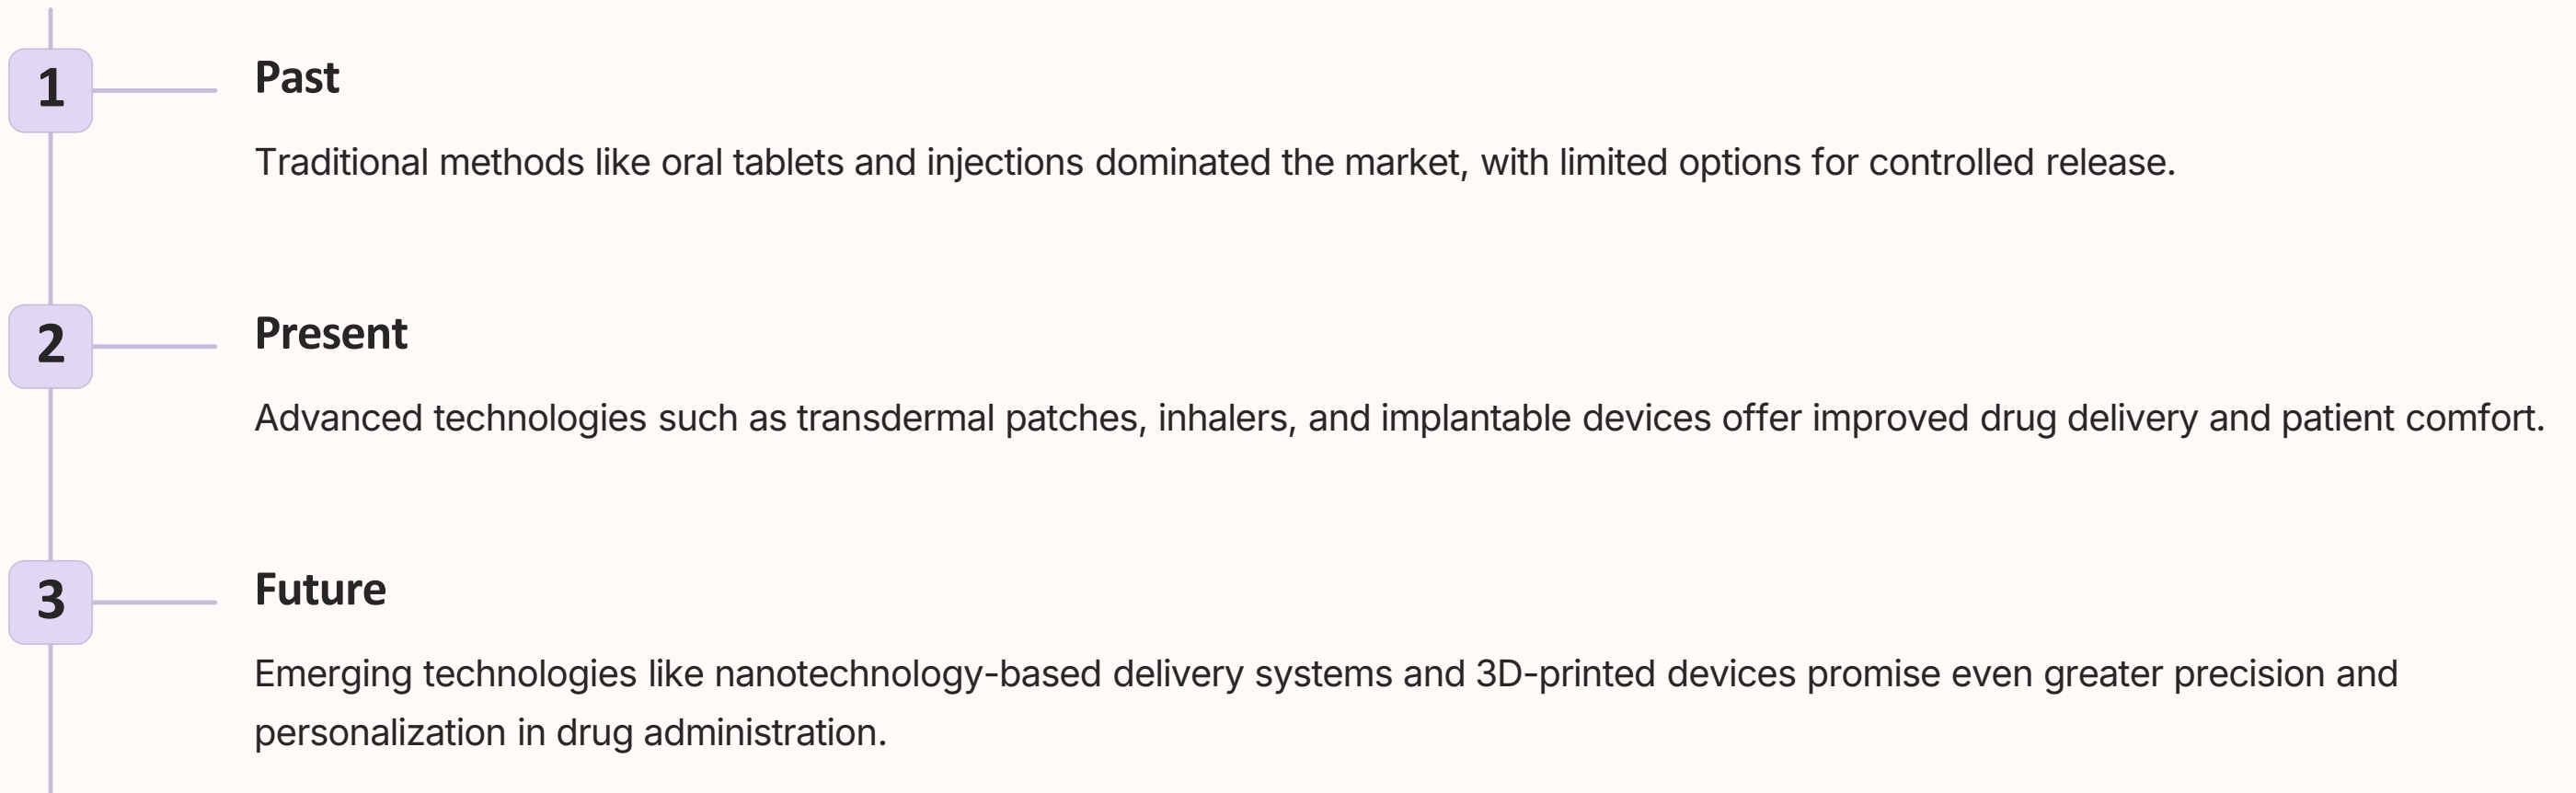 1
Past
Traditional methods like oral tablets and injections dominated the market, with limited options for controlled release.
2
Present
Advanced technologies such as transdermal patches, inhalers, and implantable devices offer improved drug delivery and patient comfort.
3
Future
Emerging technologies like nanotechnology-based delivery systems and 3D-printed devices promise even greater precision and
personalization in drug administration.